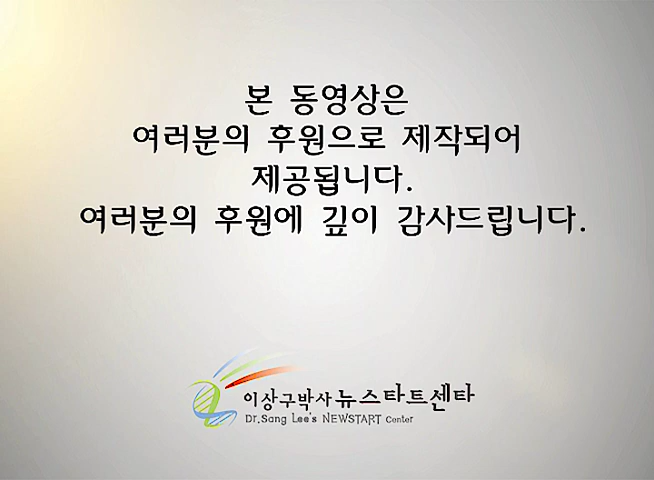 본 동영상은
여러분의 후원으로 제작되어
제공됩니다.
여러분의 후원에 깊이 감사드립니다.
이상구박사 뉴스타트센타
Dr.Sang Lee's NEWSTART Center